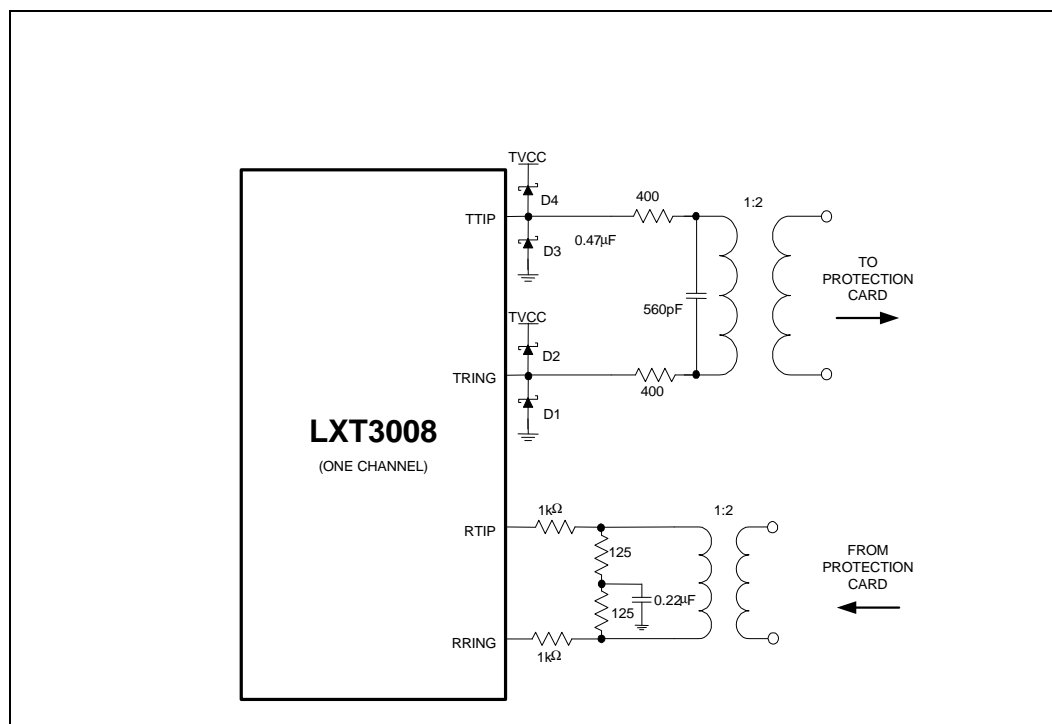 TVCC
D4
400
1:2
TTIP
D3
0.47µF
TO
PROTECTION
CARD
560pF
TVCC
D2
TRING
400
D1
LXT3008
(ONE CHANNEL)
1kΩ
1:2
RTIP
125
FROM
PROTECTION
CARD
0.22µF
125
RRING
1kΩ